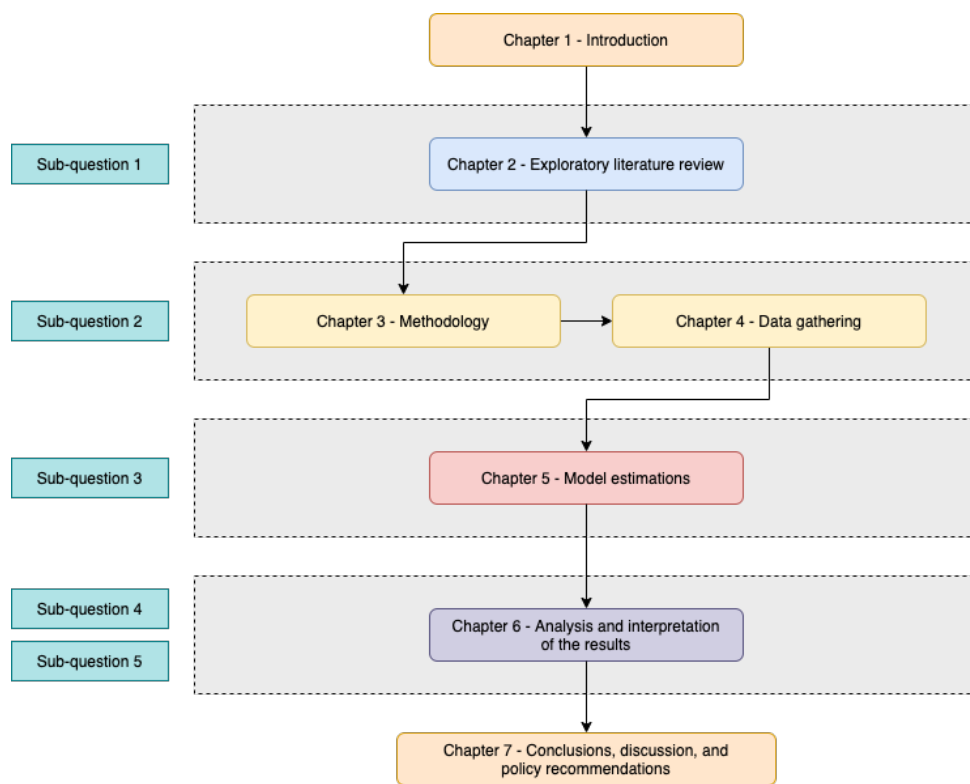 Chapter 1 - Introduction
Sub-question 1
Chapter 2 - Exploratory literature review
Sub-question 2
Chapter 3 - Methodology
Chapter 4 - Data gathering
Sub-question 3
Chapter 5 - Model estimations
Sub-question 4
Sub-question 5
Chapter 6 - Analysis and interpretation
of the results
Chapter 7 - Conclusions, discussion, and
policy recommendations